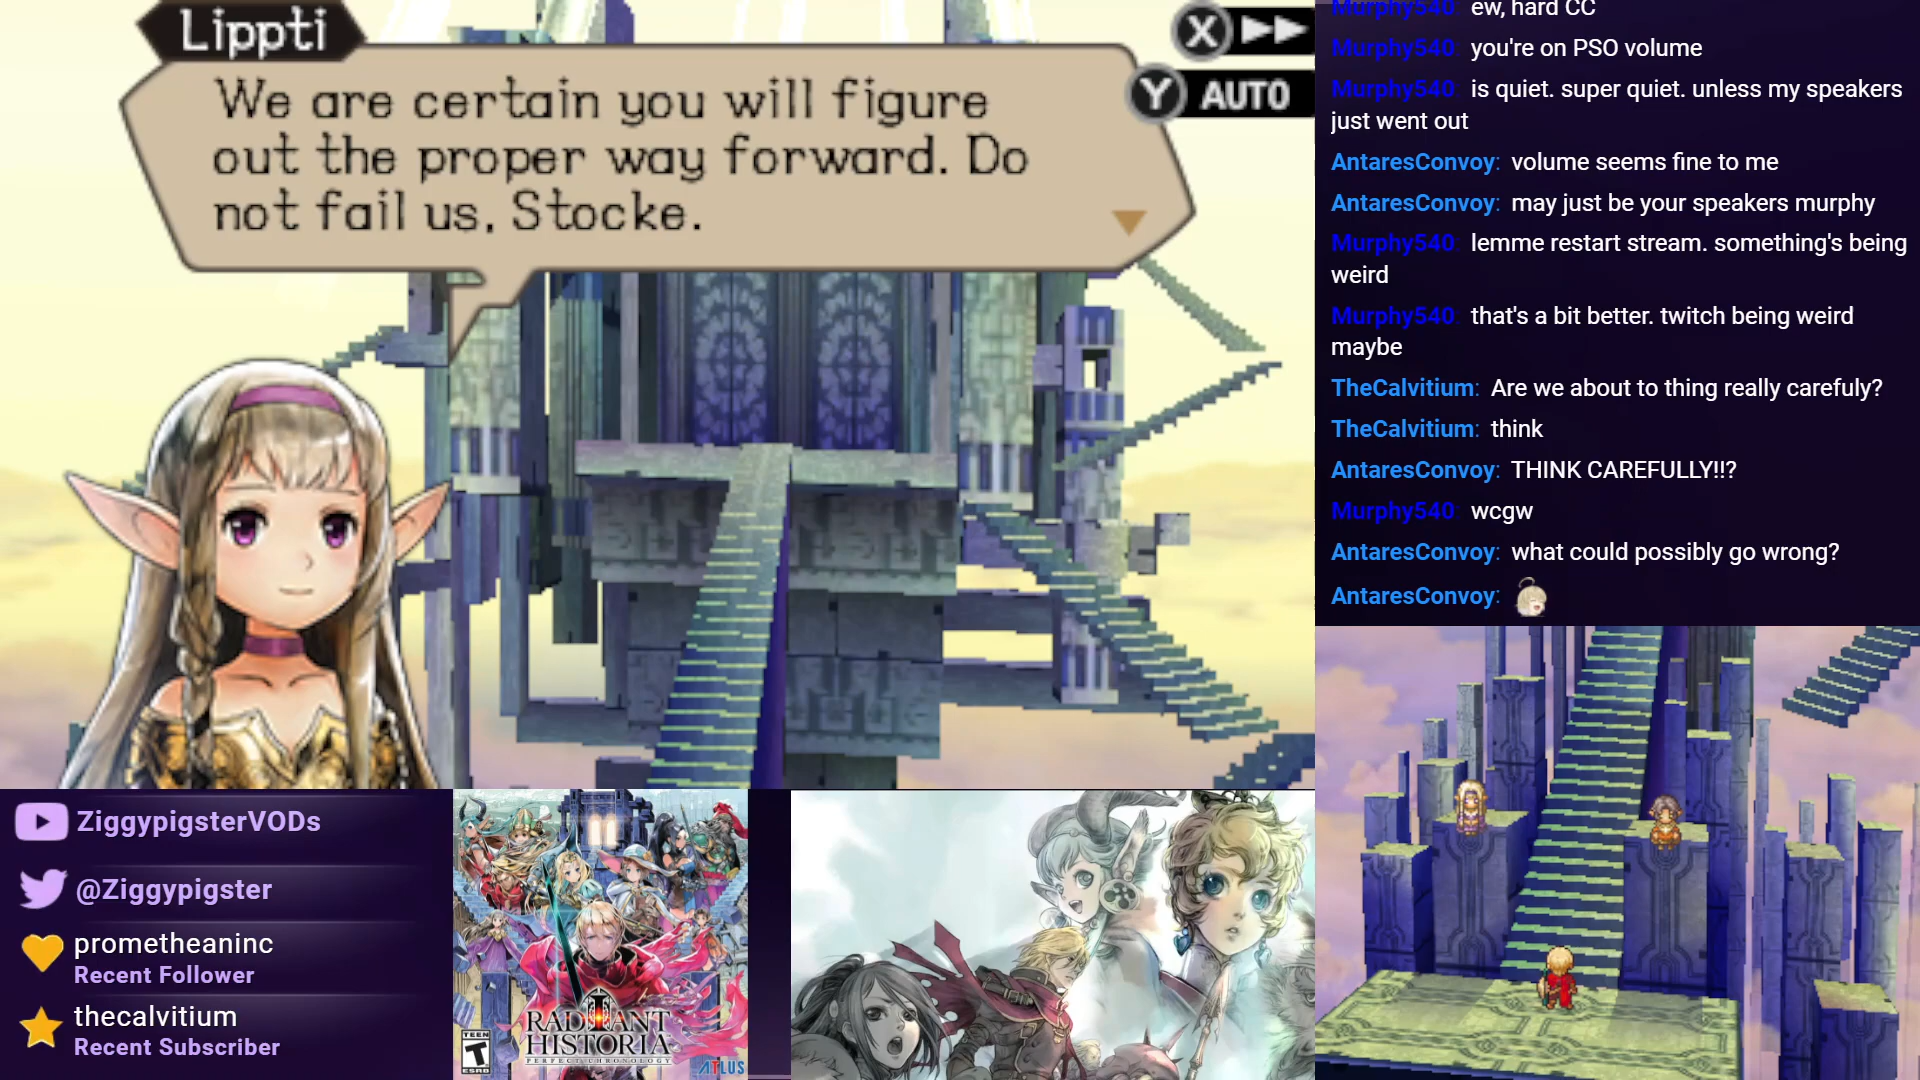 Lippti
We are certain you will figure
out the proper way forward. Do
not fail us, Stocke.
X
Y AUTO
Murphy540: ew, hard CC
Murphy540: you're on PSO volume
Murphy540: is quiet. super quiet. unless my speakers
just went out
AntaresConvoy: volume seems fine to me
AntaresConvoy: may just be your speakers murphy
Murphy540: lemme restart stream. something's being
weird
Murphy540: that's a bit better. twitch being weird
maybe
TheCalvitium: Are we about to thing really carefuly?
TheCalvitium: think
AntaresConvoy: THINK CAREFULLY!!?
Murphy540: wcgw
AntaresConvoy: what could possibly go wrong?
AntaresConvoy:
ZiggypigsterVODs
@Ziggypigster
prometheaninc
Recent Follower
thecalvitium
Recent Subscriber
RADIANT
HISTORIA
PERFECT CHRONOLOGY
TEEN
T
ESRB
ATLUS